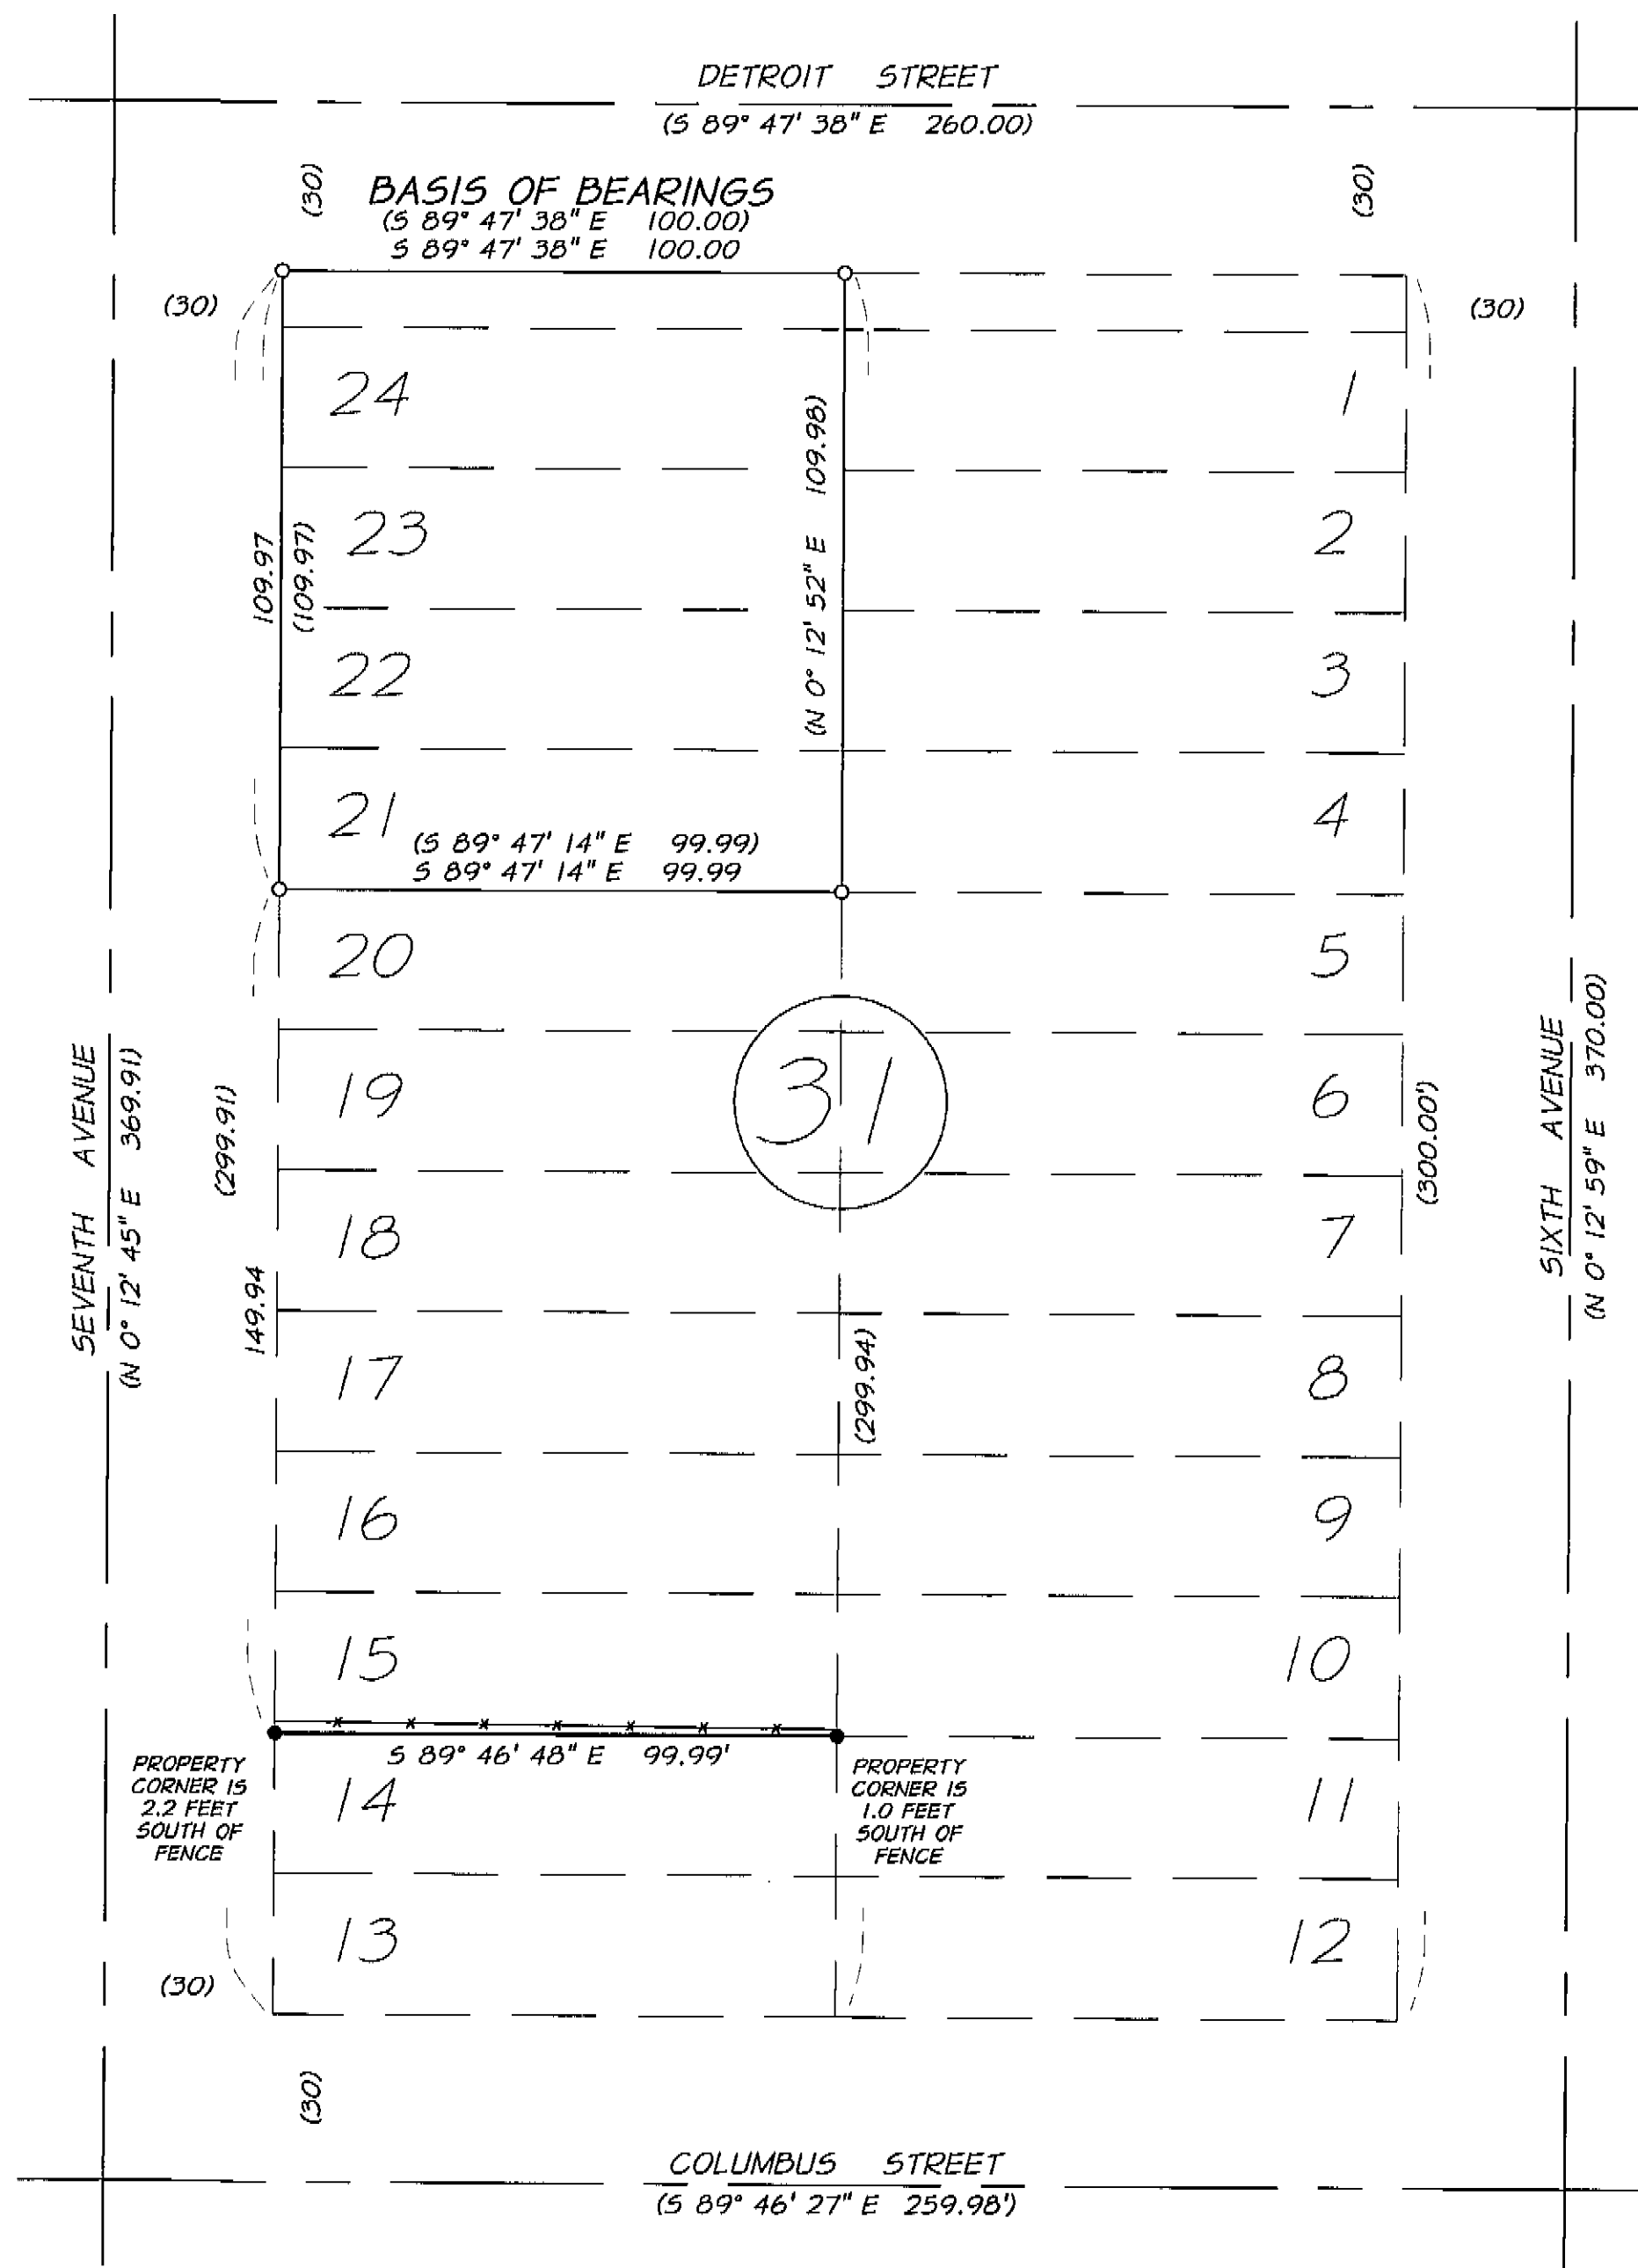 DETROIT STREET
(S 89° 47' 38" E 260.00)
(30)
BASIS OF BEARINGS
(30)
(S 89° 47' 38" E 100.00)
S 89° 47' 38" E 100.00
(30)
(30)
24
1
(N 0° 12' 52" E 109.98)
109.97
(109.97)
23
2
22
3
21
4
(S 89° 47' 14" E 99.99)
S 89° 47' 14" E 99.99
20
5
SEVENTH AVENUE
(N 0° 12' 45" E 369.91)
(299.91)
19
31
6
(300.00')
SIXTH AVENUE
(N 0° 12' 59" E 370.00)
18
7
149.94
(299.94)
17
8
16
9
15
10
S 89° 46' 48" E 99.99'
PROPERTY
CORNER IS
2.2 FEET
SOUTH OF
FENCE
14
PROPERTY
CORNER IS
1.0 FEET
SOUTH OF
FENCE
11
13
12
(30)
(30)
COLUMBUS STREET
(S 89° 46' 27" E 259.98')